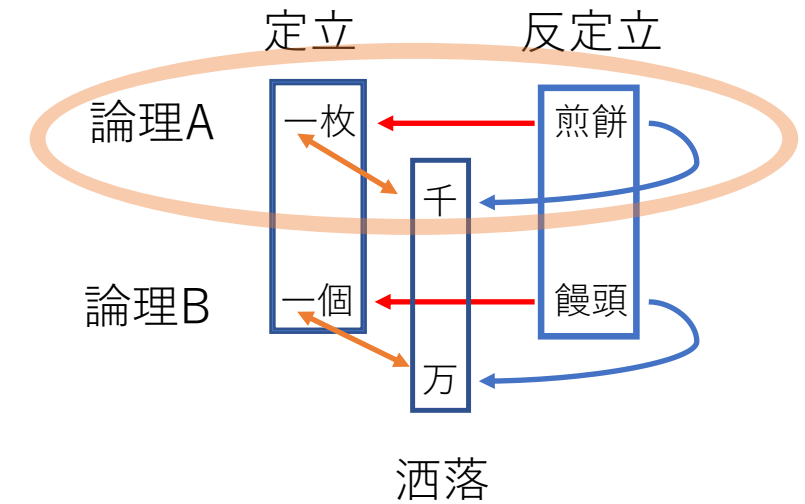 定立 反定立
論理A 一枚 煎餅
千
論理B 一個 饅頭
万
洒落